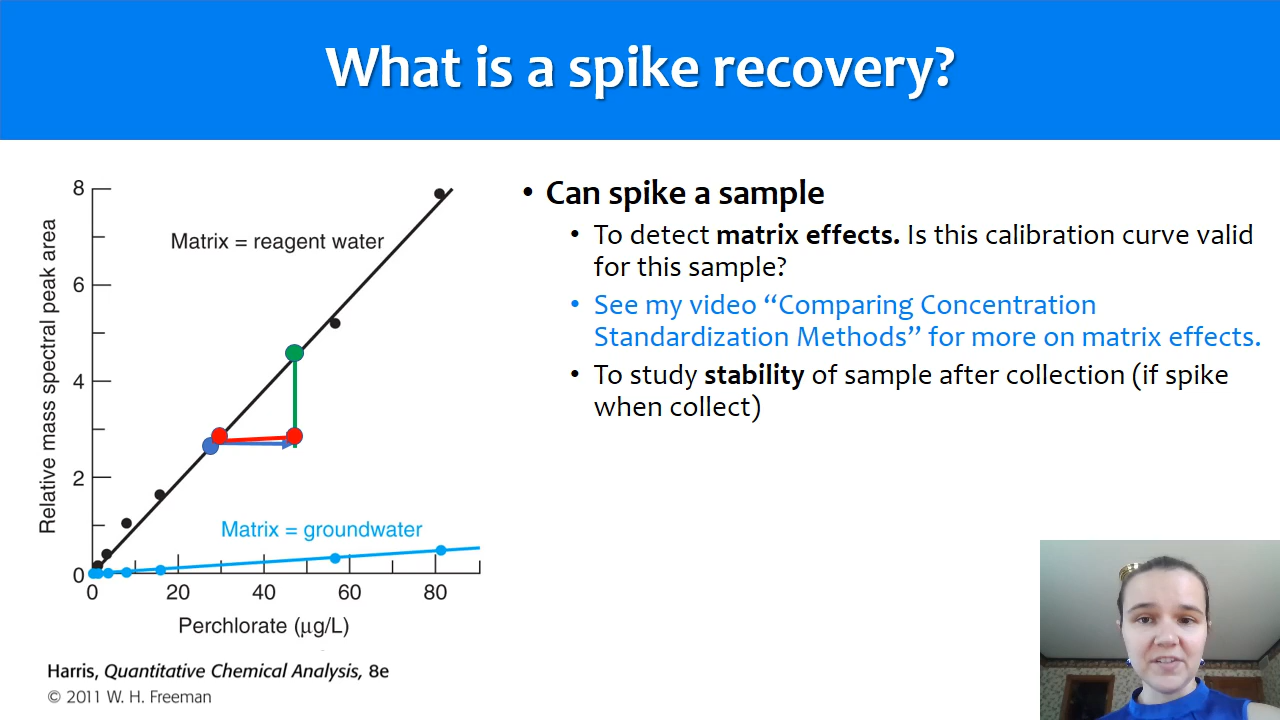 What is a spike recovery?
8
6
4
2
0
Relative mass spectral peak area
Matrix = reagent water
Matrix = groundwater
0 20 40 60 80
Perchlorate (μg/L)
Harris, Quantitative Chemical Analysis, 8e
© 2011 W. H. Freeman
• Can spike a sample
• To detect matrix effects. Is this calibration curve valid
for this sample?
• See my video “Comparing Concentration
Standardization Methods” for more on matrix effects.
• To study stability of sample after collection (if spike
when collect)